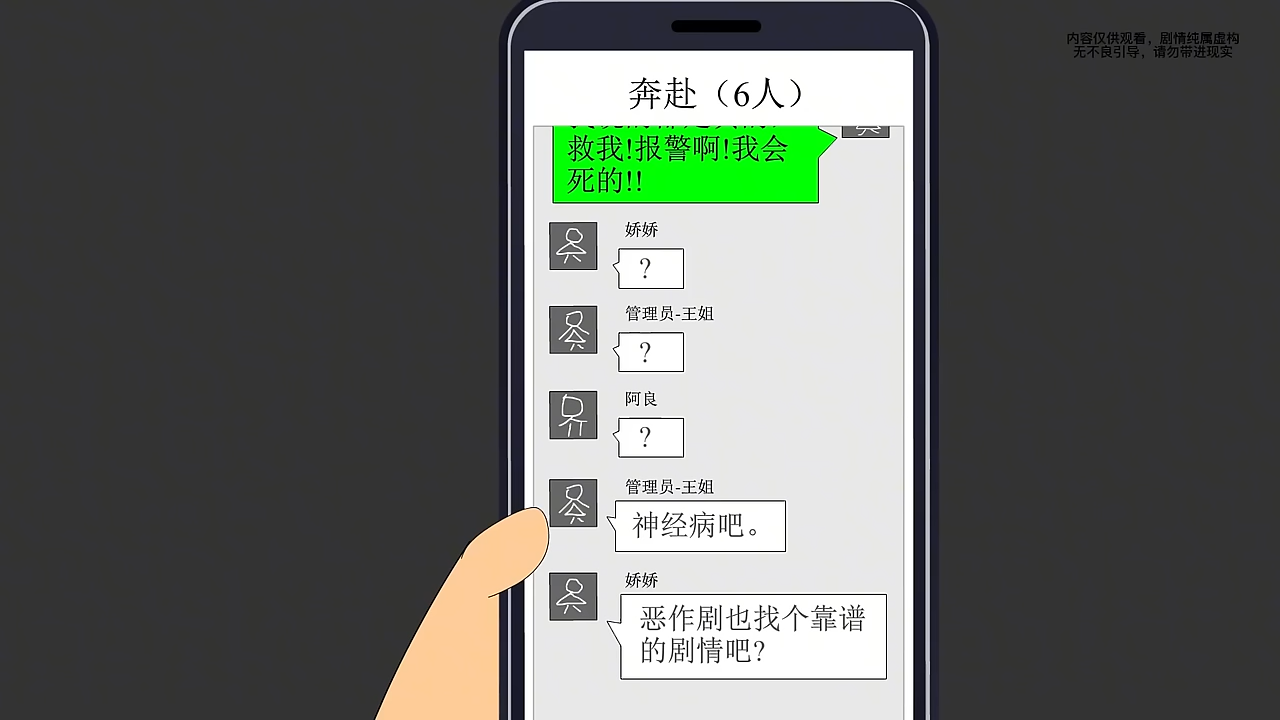 内容仅供观看，剧情纯属虚构
无不良引导，请勿带进现实
奔赴（6人）
救我!报警啊!我会
死的!!
娇娇
?
管理员-王姐
?
阿良
?
管理员-王姐
神经病吧。
娇娇
恶作剧也找个靠谱
的剧情吧?